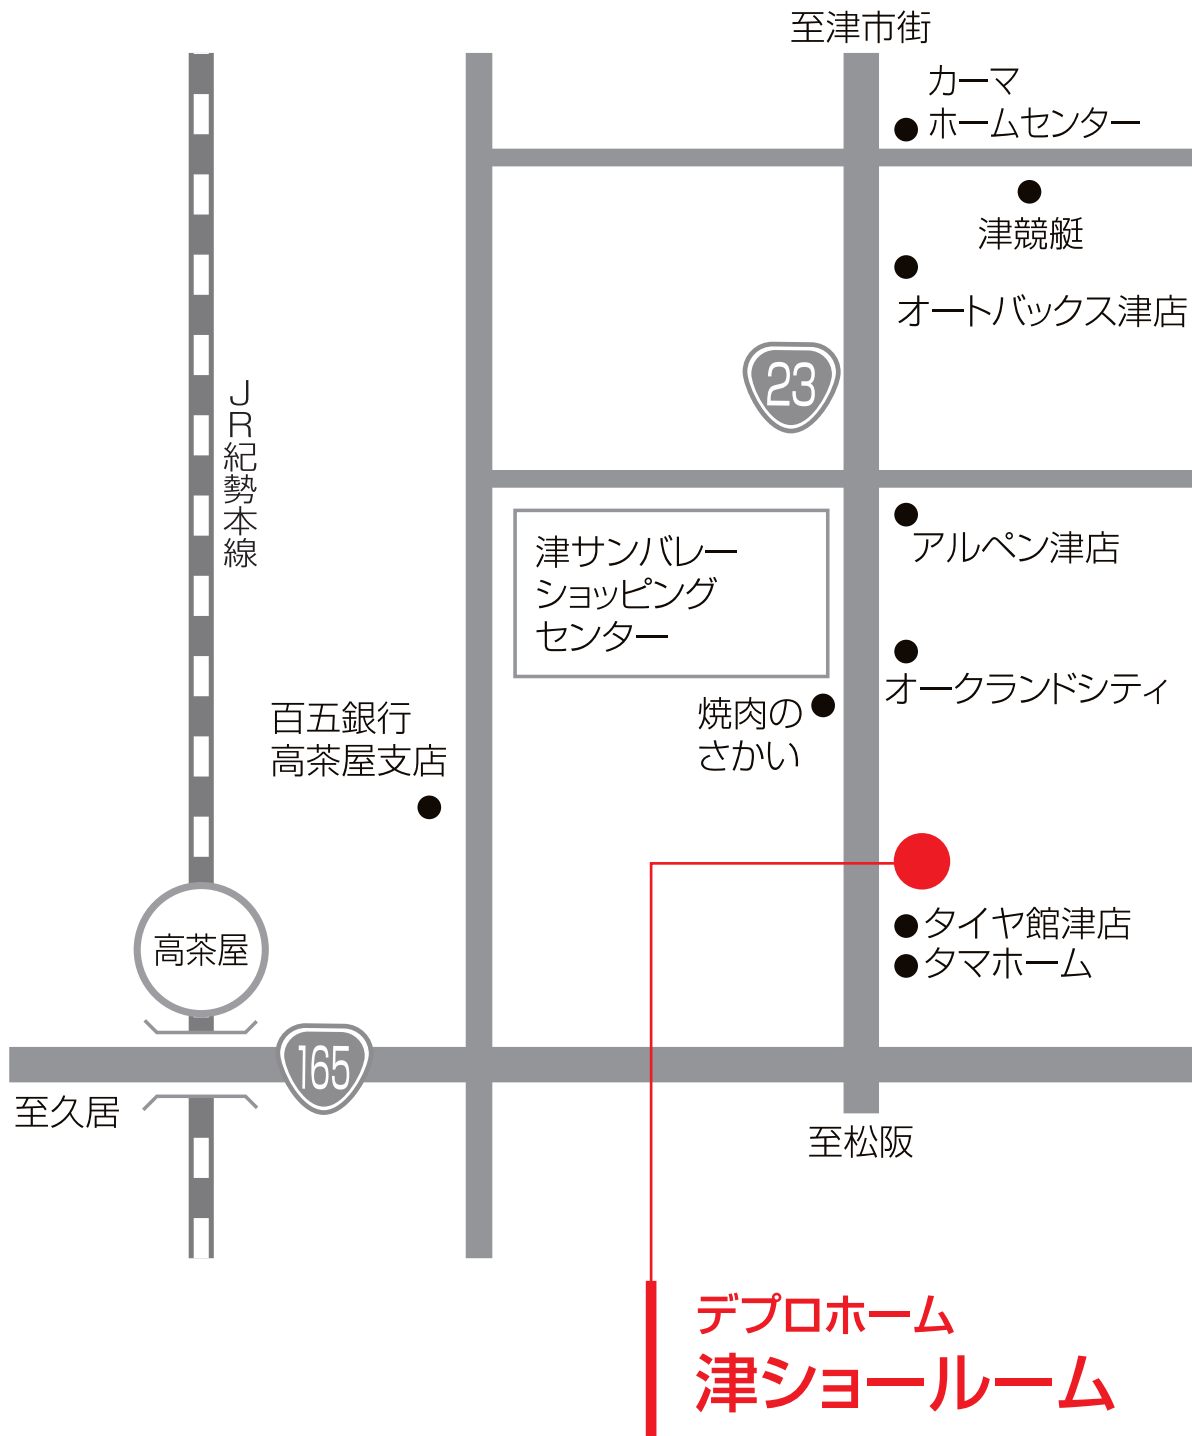 至津市街
カーマ
ホームセンター
津競艇
オートバックス津店
23
JR紀勢本線
アルペン津店
津サンバレー
ショッピング
センター
オークランドシティ
焼肉の
さかい
百五銀行
高茶屋支店
タイヤ館津店
タマホーム
高茶屋
165
至久居
至松阪
デプロホーム
津ショールーム